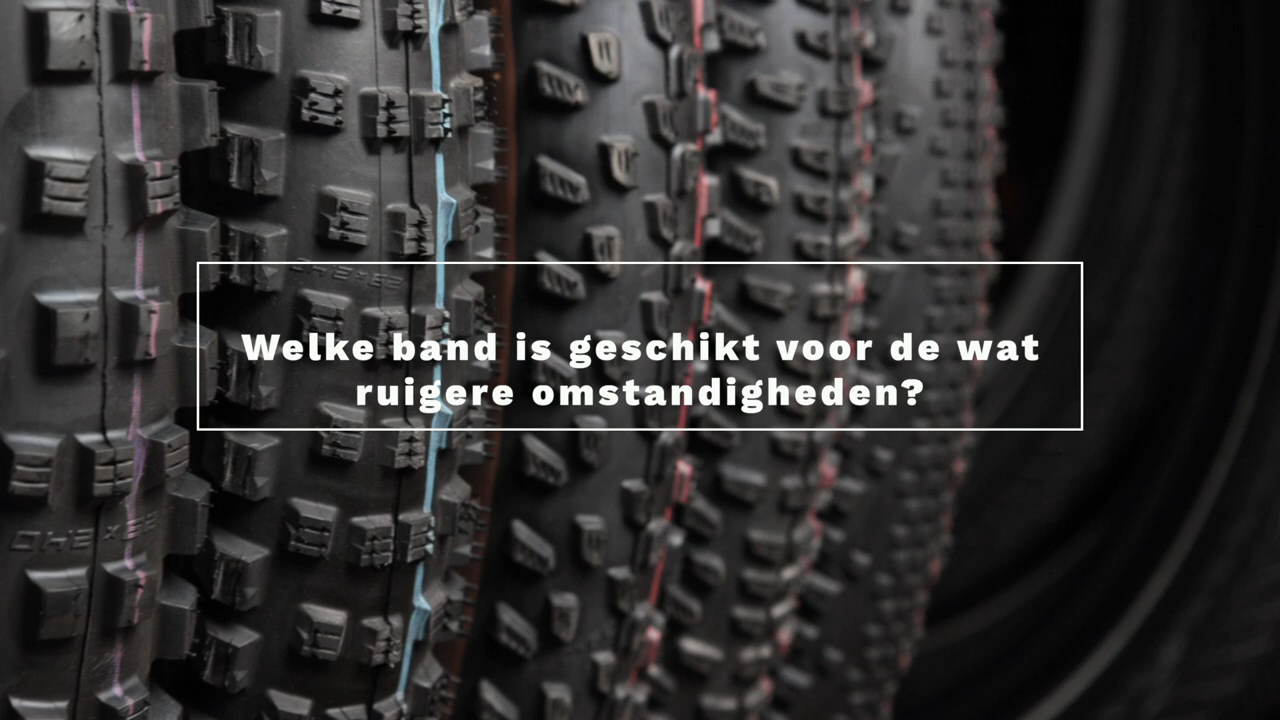 Welke band is geschikt voor de wat
ruigere omstandigheden?